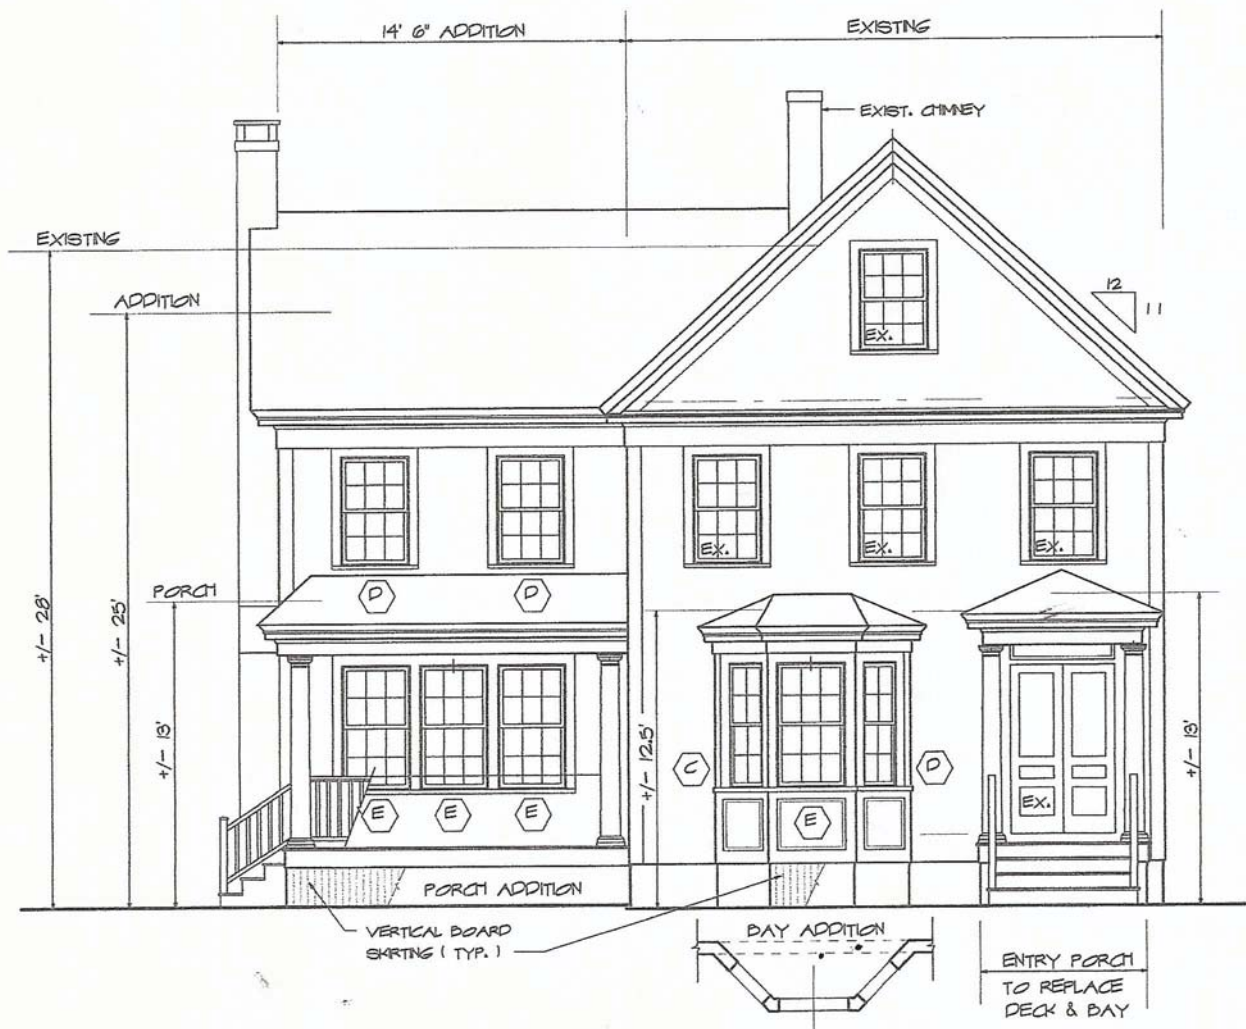 14' 6" ADDITION
EXISTING
EXIST. CHIMNEY
EXISTING
ADDITION
12
11
EX.
EX.
EX.
EX.
PORCH
D
D
+/- 28'
+/- 25'
+/- 13'
+/- 12.5'
+/- 13'
C
D
E
E
E
E
EX.
PORCH ADDITION
VERTICAL BOARD
SKIRTING ( TYP. )
BAY ADDITION
ENTRY PORCH
TO REPLACE
DECK & BAY